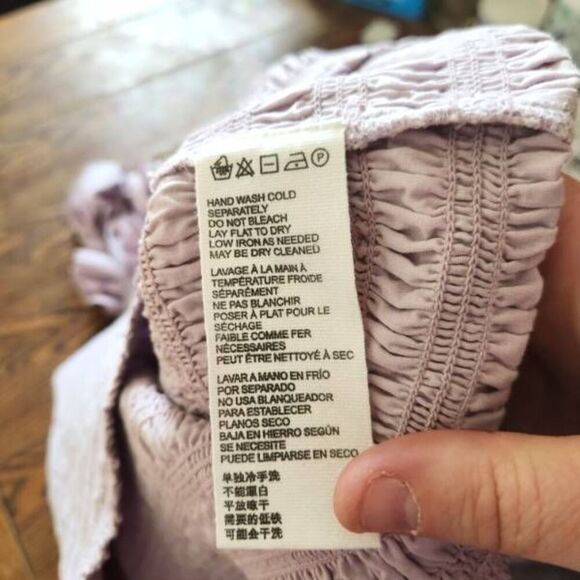 P
HAND WASH COLD
SEPARATELY
DO NOT BLEACH
LAY FLAT TO DRY
LOW IRON AS NEEDED
MAY BE DRY CLEANED
LAVAGE À LA MAIN À
TEMPÉRATURE FROIDE
SÉPARÉMENT
NE PAS BLANCHIR
POSER À PLAT POUR LE
SÉCHAGE
FAIBLE COMME FER
NÉCESSAIRES
PEUT ÊTRE NETTOYÉ À SEC
LAVAR A MANO EN FRÍO
POR SEPARADO
NO USA BLANQUEADOR
PARA ESTABLECER
PLANOS SECO
BAJA EN HIERRO SEGÚN
SE NECESITE
PUEDE LIMPIARSE EN SECO
单独冷手洗
不能漂白
平放晾干
需要的低铁
可能会干洗